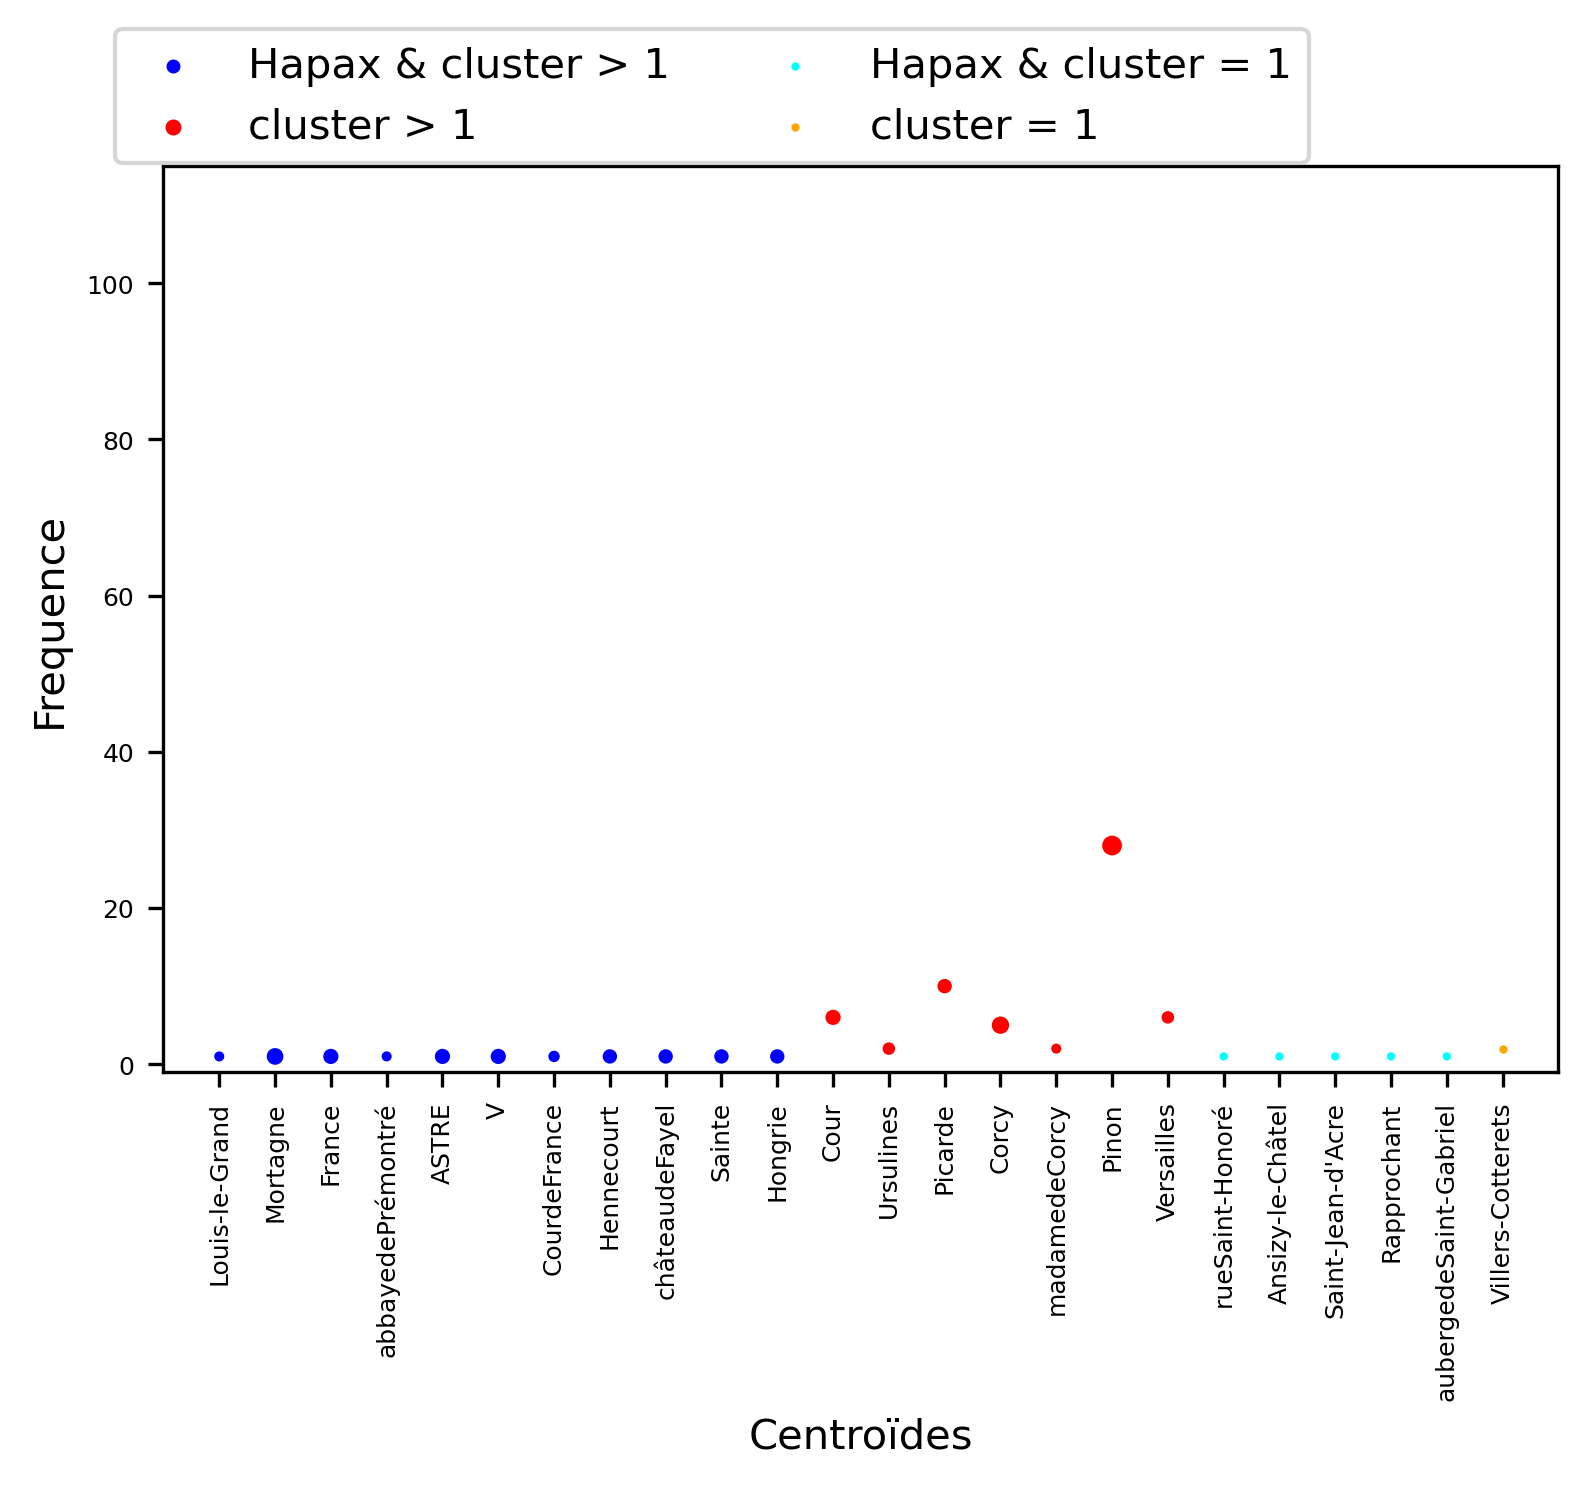 Hapax & cluster > 1
Hapax & cluster = 1
cluster > 1
cluster = 1
Frequence
100
80
60
40
20
0
Louis-le-Grand
Mortagne
France
abbayedePrémontré
ASTRE
V
CourdeFrance
Hennecourt
châteaudeFayel
Sainte
Hongrie
Cour
Ursulines
Picarde
Corcy
madamedeCorcy
Pinon
Versailles
rueSaint-Honoré
Ansizy-le-Châtel
Saint-Jean-d'Acre
Rapprochant
aubergedeSaint-Gabriel
Villers-Cotterets
Centroïdes